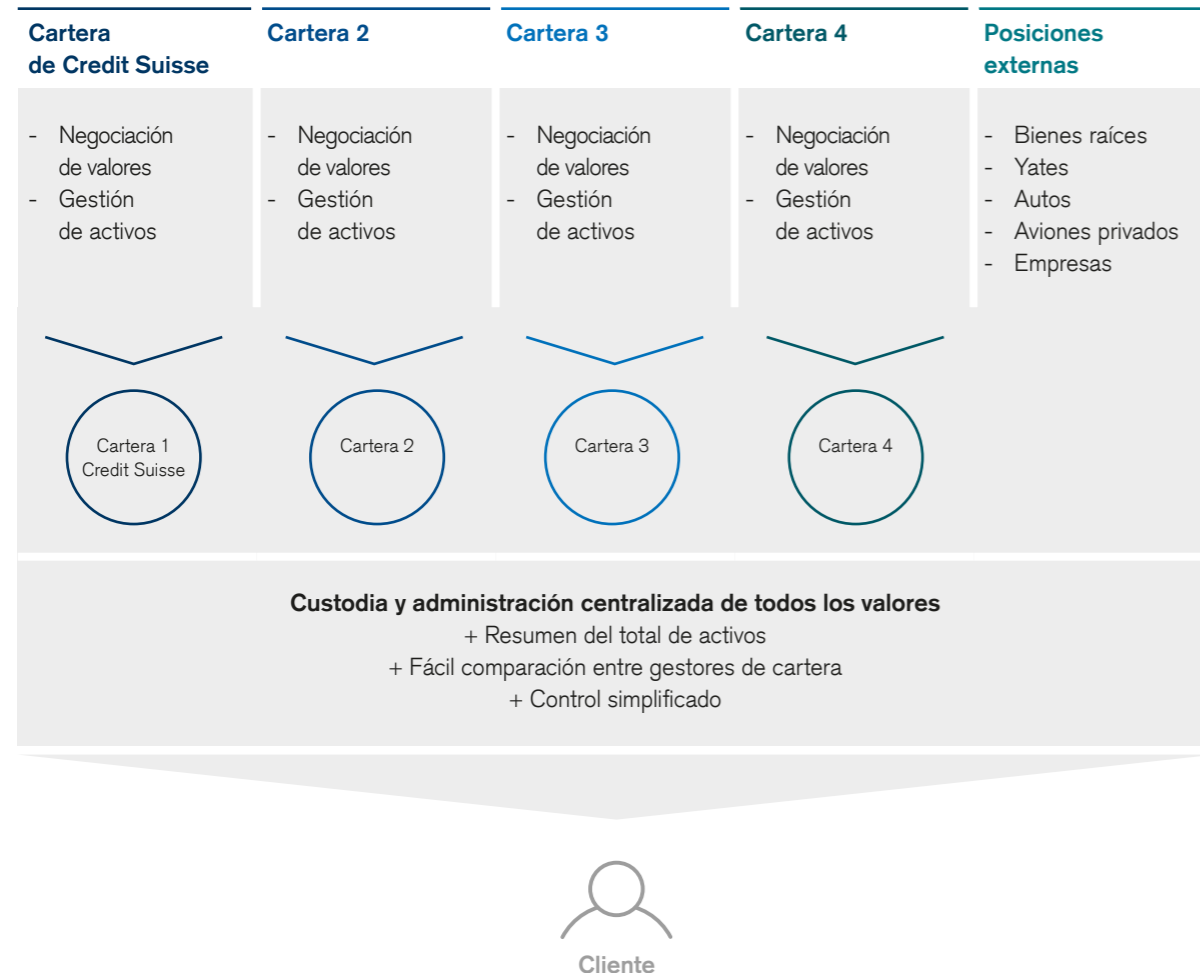 Cartera
de Credit Suisse
Cartera 2
Cartera 3
Cartera 4
Posiciones
externas
- Negociación
de valores
- Gestión
de activos
- Negociación
de valores
- Gestión
de activos
- Negociación
de valores
- Gestión
de activos
- Negociación
de valores
- Gestión
de activos
- Bienes raíces
- Yates
- Autos
- Aviones privados
- Empresas
Cartera 1
Credit Suisse
Cartera 2
Cartera 3
Cartera 4
Custodia y administración centralizada de todos los valores
+ Resumen del total de activos
+ Fácil comparación entre gestores de cartera
+ Control simplificado
Cliente